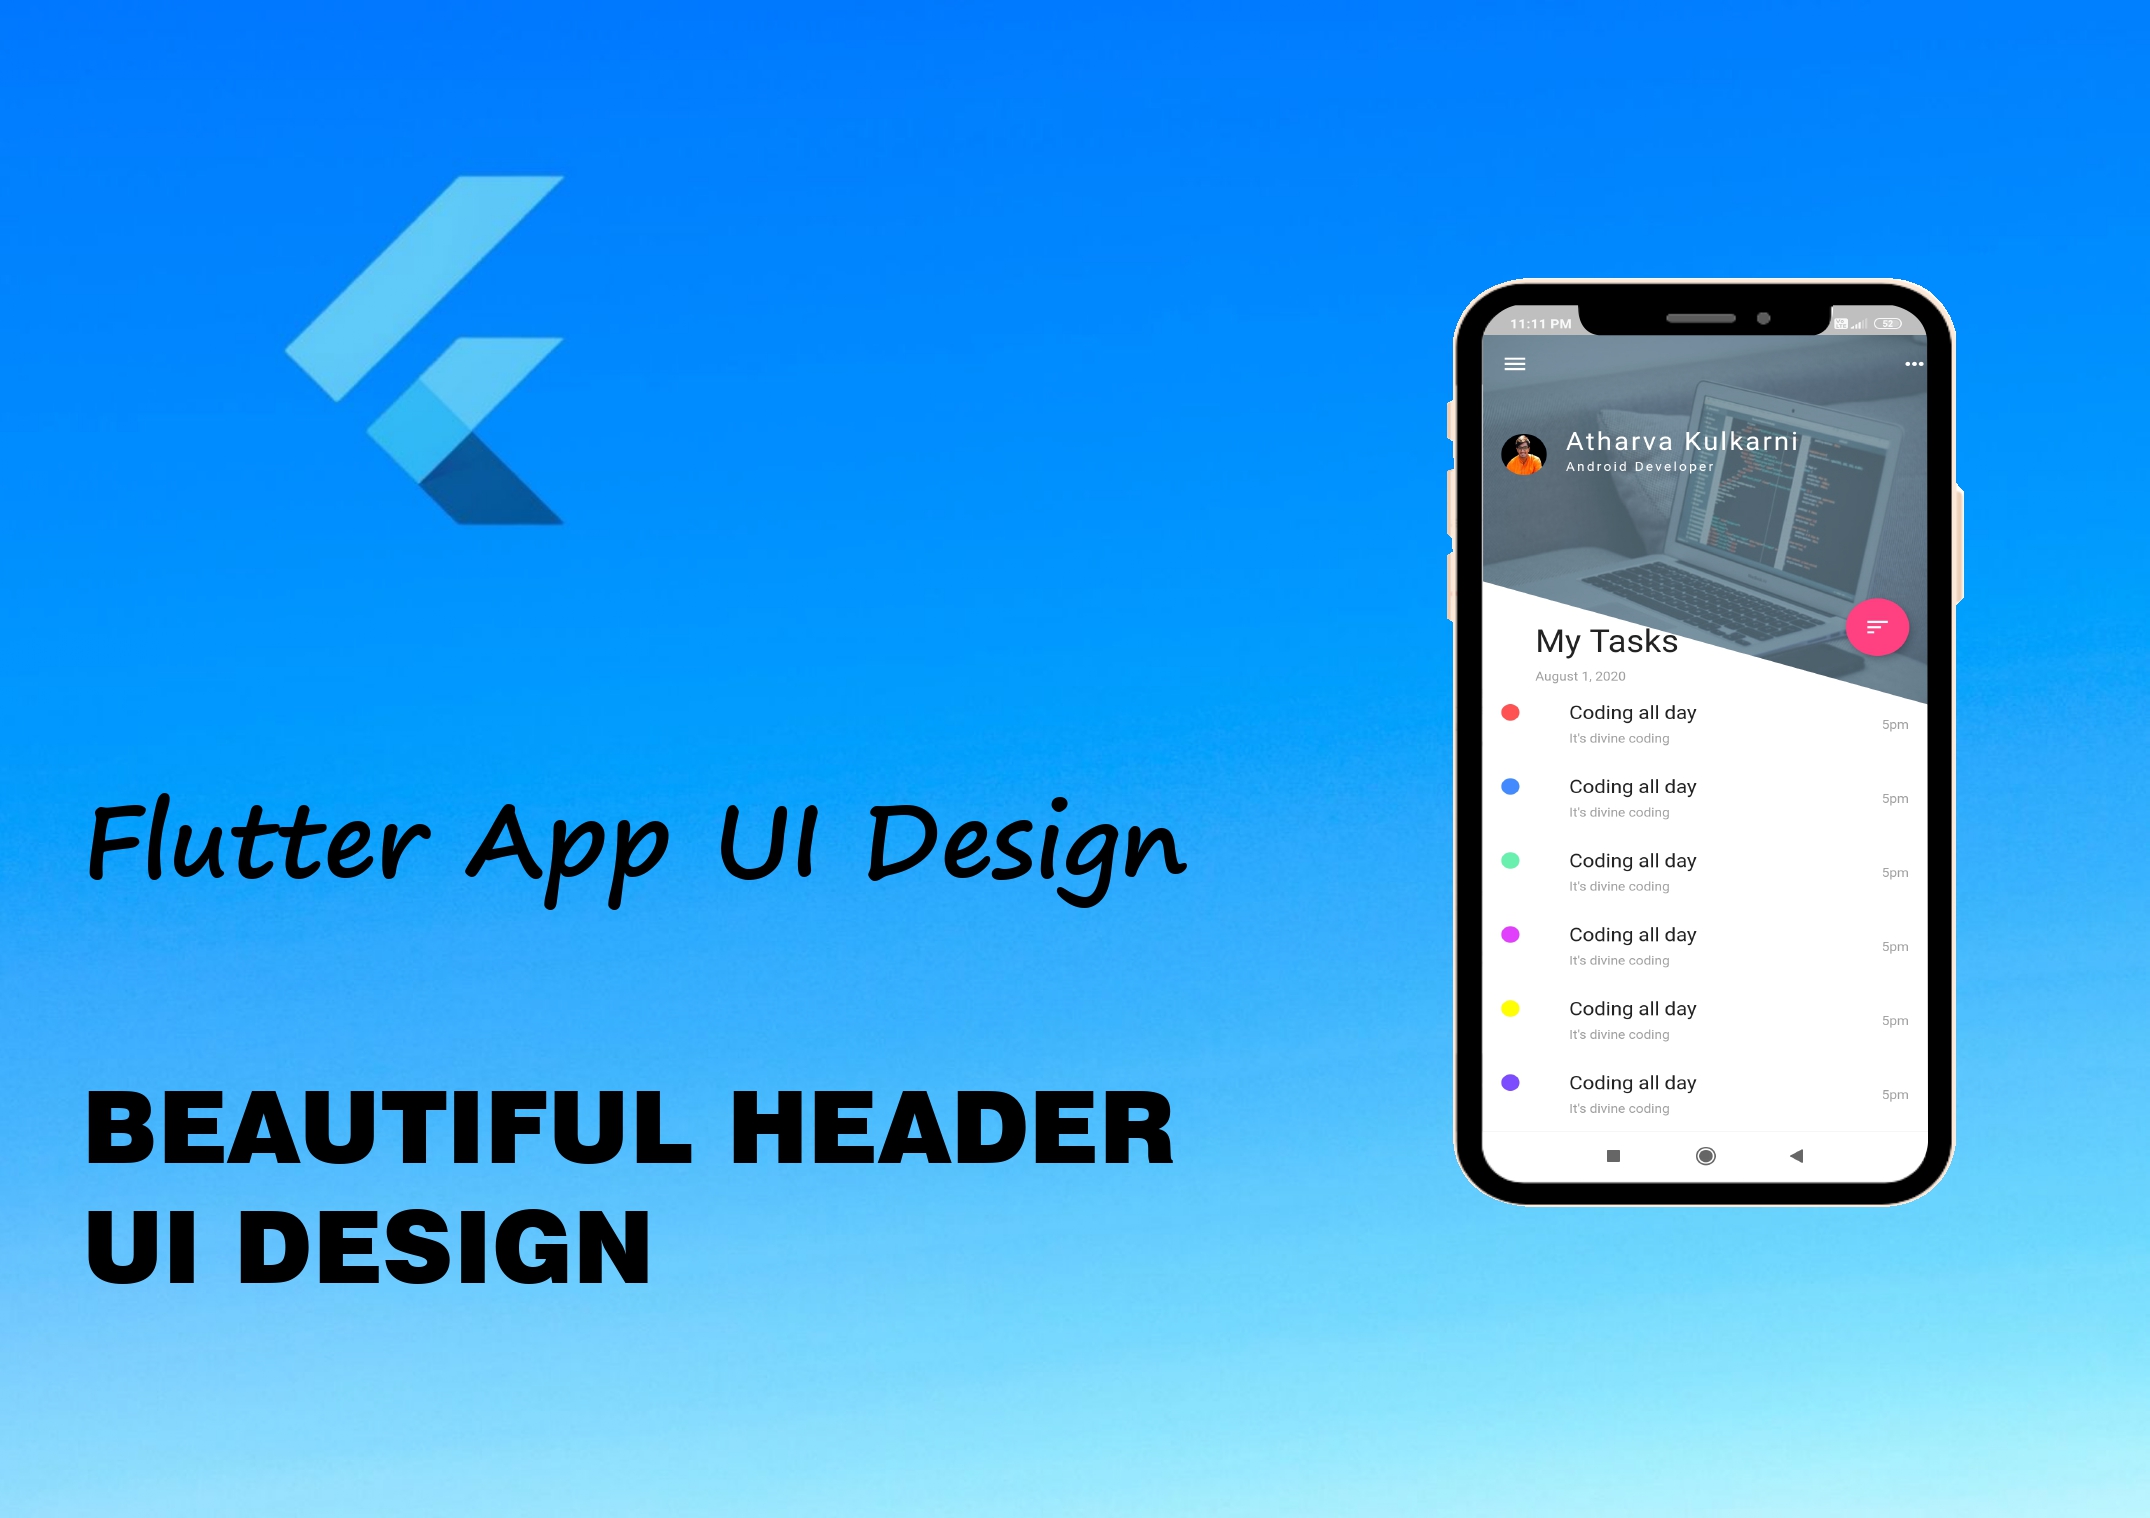 Flutter App UI Design
BEAUTIFUL HEADER
UI DESIGN
11:11 PM
52
Atharva Kulkarni
Android Developer
My Tasks
August 1, 2020
Coding all day
It's divine coding
5pm
Coding all day
It's divine coding
5pm
Coding all day
It's divine coding
5pm
Coding all day
It's divine coding
5pm
Coding all day
It's divine coding
5pm
Coding all day
It's divine coding
5pm